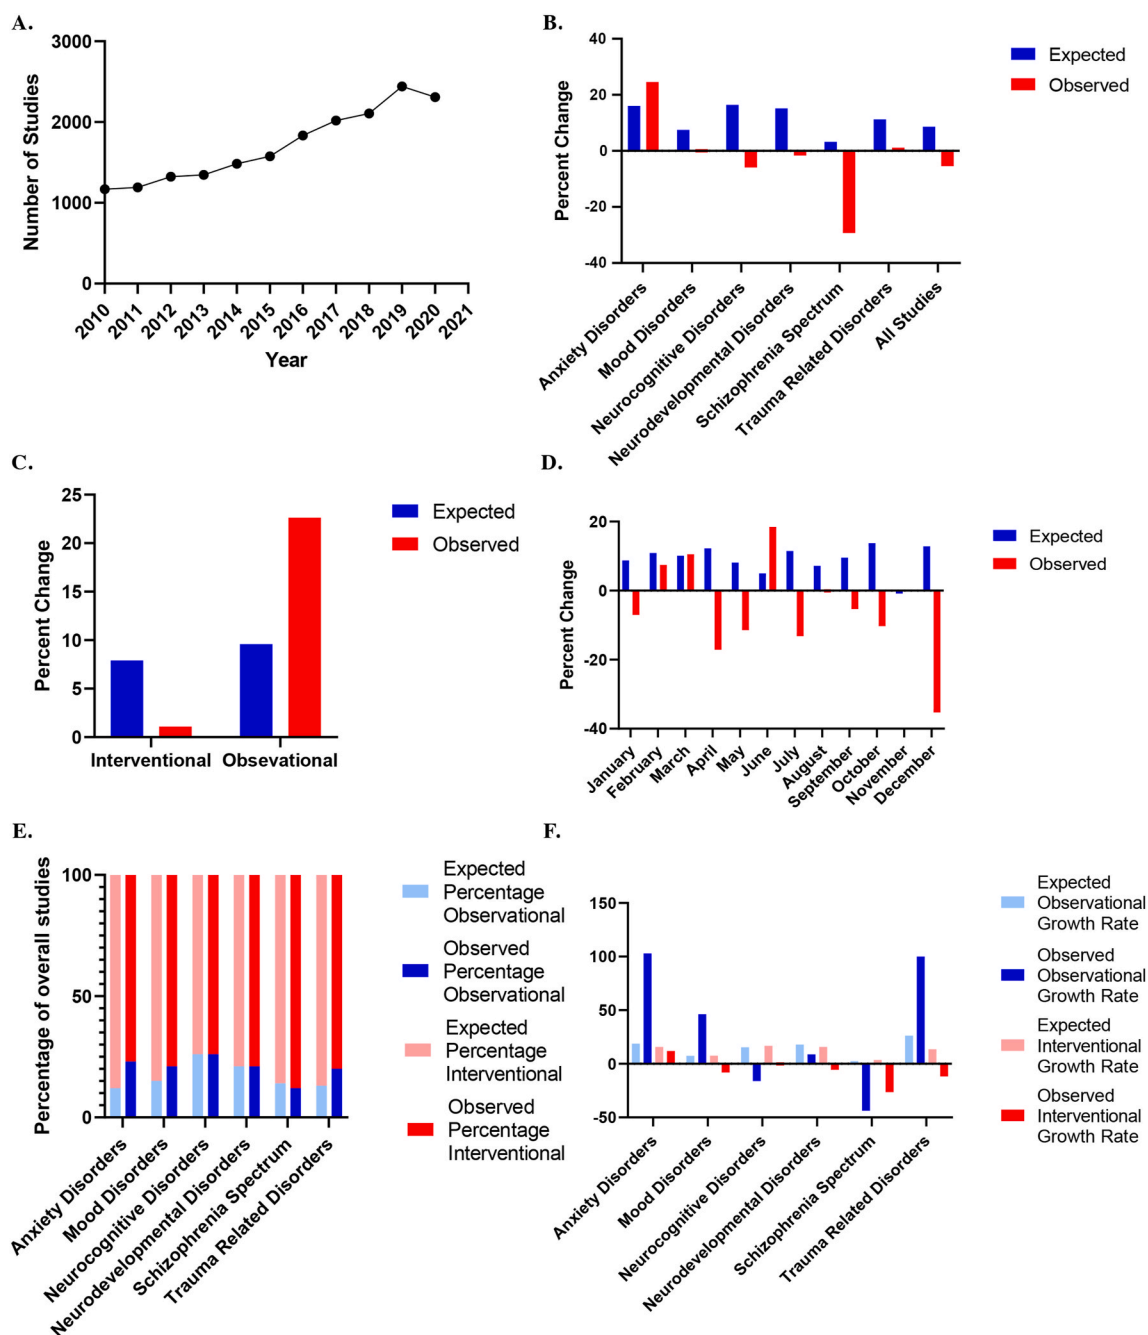 A.
Number of Studies
3000
2000
1000
0
2010
2011
2012
2013
2014
2015
2016
2017
2018
2019
2020
2021
Year
B.
Percent Change
40
20
0
-20
-40
Anxiety Disorders
Mood Disorders
Neurocognitive Disorders
Neurodevelopmental Disorders
Schizophrenia Spectrum
Trauma Related Disorders
All Studies
Expected
Observed
C.
Percent Change
25
20
15
10
5
0
Interventional
Obsevational
Expected
Observed
D.
Percent Change
20
0
-20
-40
January
February
March
April
May
June
July
August
September
October
November
December
Expected
Observed
E.
Percentage of overall studies
100
50
0
Anxiety Disorders
Mood Disorders
Neurocognitive Disorders
Neurodevelopmental Disorders
Schizophrenia Spectrum
Trauma Related Disorders
Expected
Percentage
Observational
Observed
Percentage
Observational
Expected
Percentage
Interventional
Observed
Percentage
Interventional
F.
150
100
50
0
-50
Anxiety Disorders
Mood Disorders
Neurocognitive Disorders
Neurodevelopmental Disorders
Schizophrenia Spectrum
Trauma Related Disorders
Expected
Observational
Growth Rate
Observed
Observational
Growth Rate
Expected
Interventional
Growth Rate
Observed
Interventional
Growth Rate